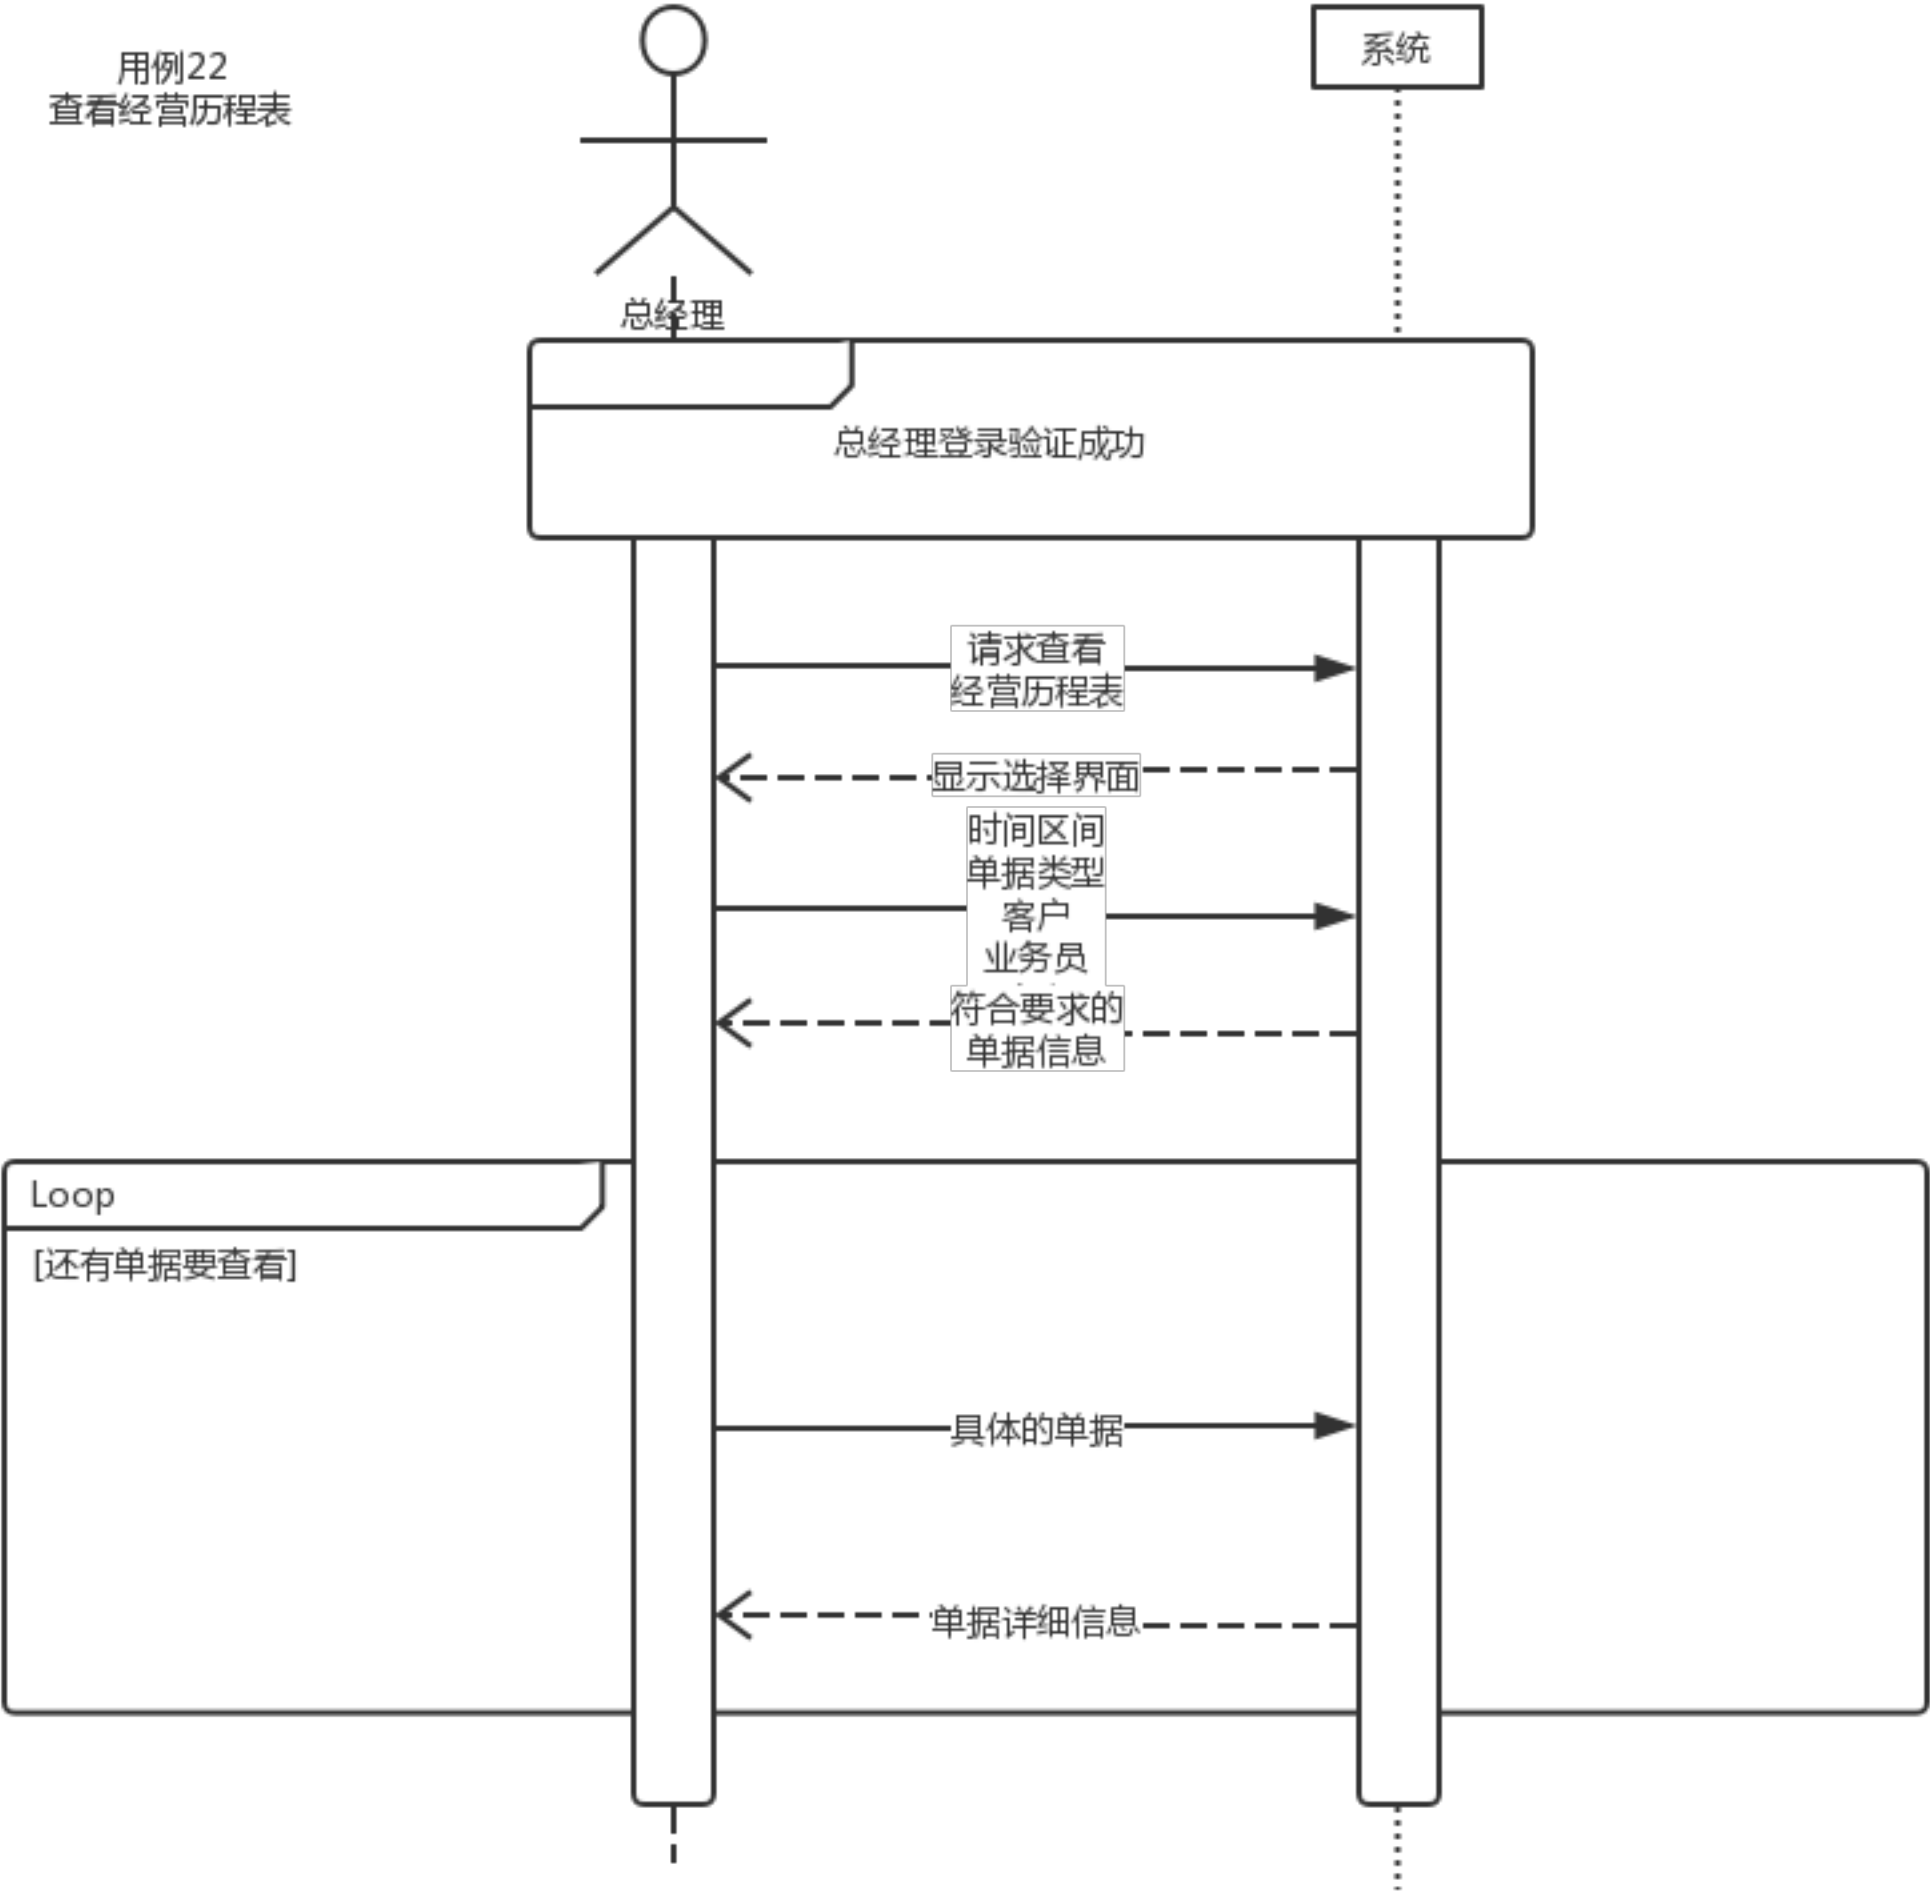 用例22
查看经营历程表
系统
总经理
总经理登录验证成功
请求查看
经营历程表
显示选择界面
时间区间
单据类型
客户
业务员
符合要求的
单据信息
Loop
[还有单据要查看]
具体的单据
单据详细信息